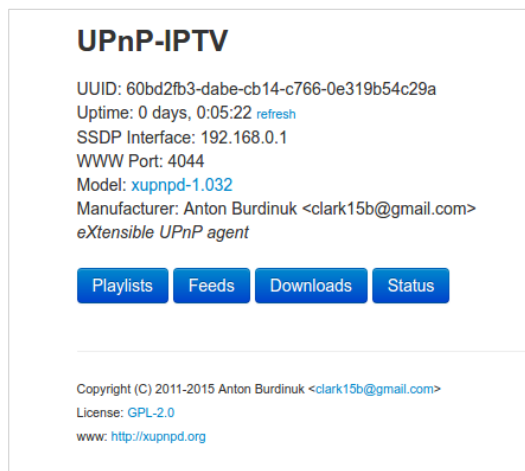 UPnP-IPTV
UUID: 60bd2fb3-dabe-cb14-c766-0e319b54c29a
Uptime: 0 days, 0:05:22 refresh
SSDP Interface: 192.168.0.1
WWW Port: 4044
Model: xupnpd-1.032
Manufacturer: Anton Burdinuk <clark15b@gmail.com>
eXtensible UPnP agent
Playlists Feeds Downloads Status
Copyright (C) 2011-2015 Anton Burdinuk <clark15b@gmail.com>
License: GPL-2.0
www: http://xupnpd.org